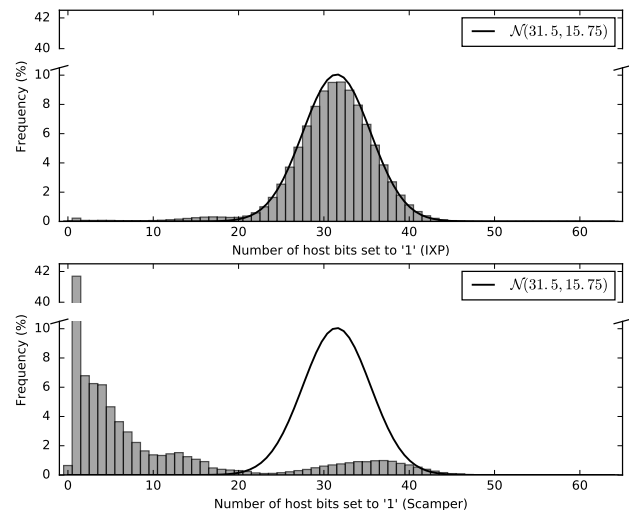 42
40
10
8
6
4
2
0
Frequency (%)
𝒩(31.5, 15.75)
0 10 20 30 40 50 60
Number of host bits set to '1' (IXP)
42
40
10
8
6
4
2
0
Frequency (%)
𝒩(31.5, 15.75)
0 10 20 30 40 50 60
Number of host bits set to '1' (Scamper)